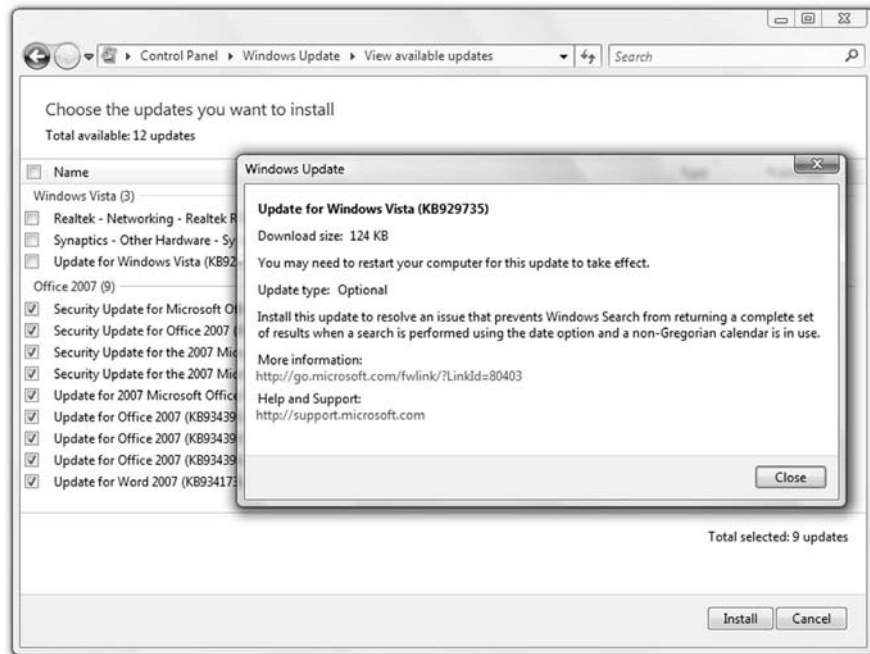 Control Panel ▸ Windows Update ▸ View available updates
Search
Choose the updates you want to install
Total available: 12 updates
Name
Windows Vista (3)
Realtek - Networking - Realtek R
Synaptics - Other Hardware - Sy
Update for Windows Vista (KB92
Office 2007 (9)
Security Update for Microsoft Of
Security Update for Office 2007 (
Security Update for the 2007 Mic
Security Update for the 2007 Mic
Update for 2007 Microsoft Office
Update for Office 2007 (KB93439
Update for Office 2007 (KB93439
Update for Office 2007 (KB93439
Update for Word 2007 (KB934173
Windows Update
Update for Windows Vista (KB929735)
Download size: 124 KB
You may need to restart your computer for this update to take effect.
Update type: Optional
Install this update to resolve an issue that prevents Windows Search from returning a complete set
of results when a search is performed using the date option and a non-Gregorian calendar is in use.
More information:
http://go.microsoft.com/fwlink/?LinkId=80403
Help and Support:
http://support.microsoft.com
Close
Total selected: 9 updates
Install
Cancel